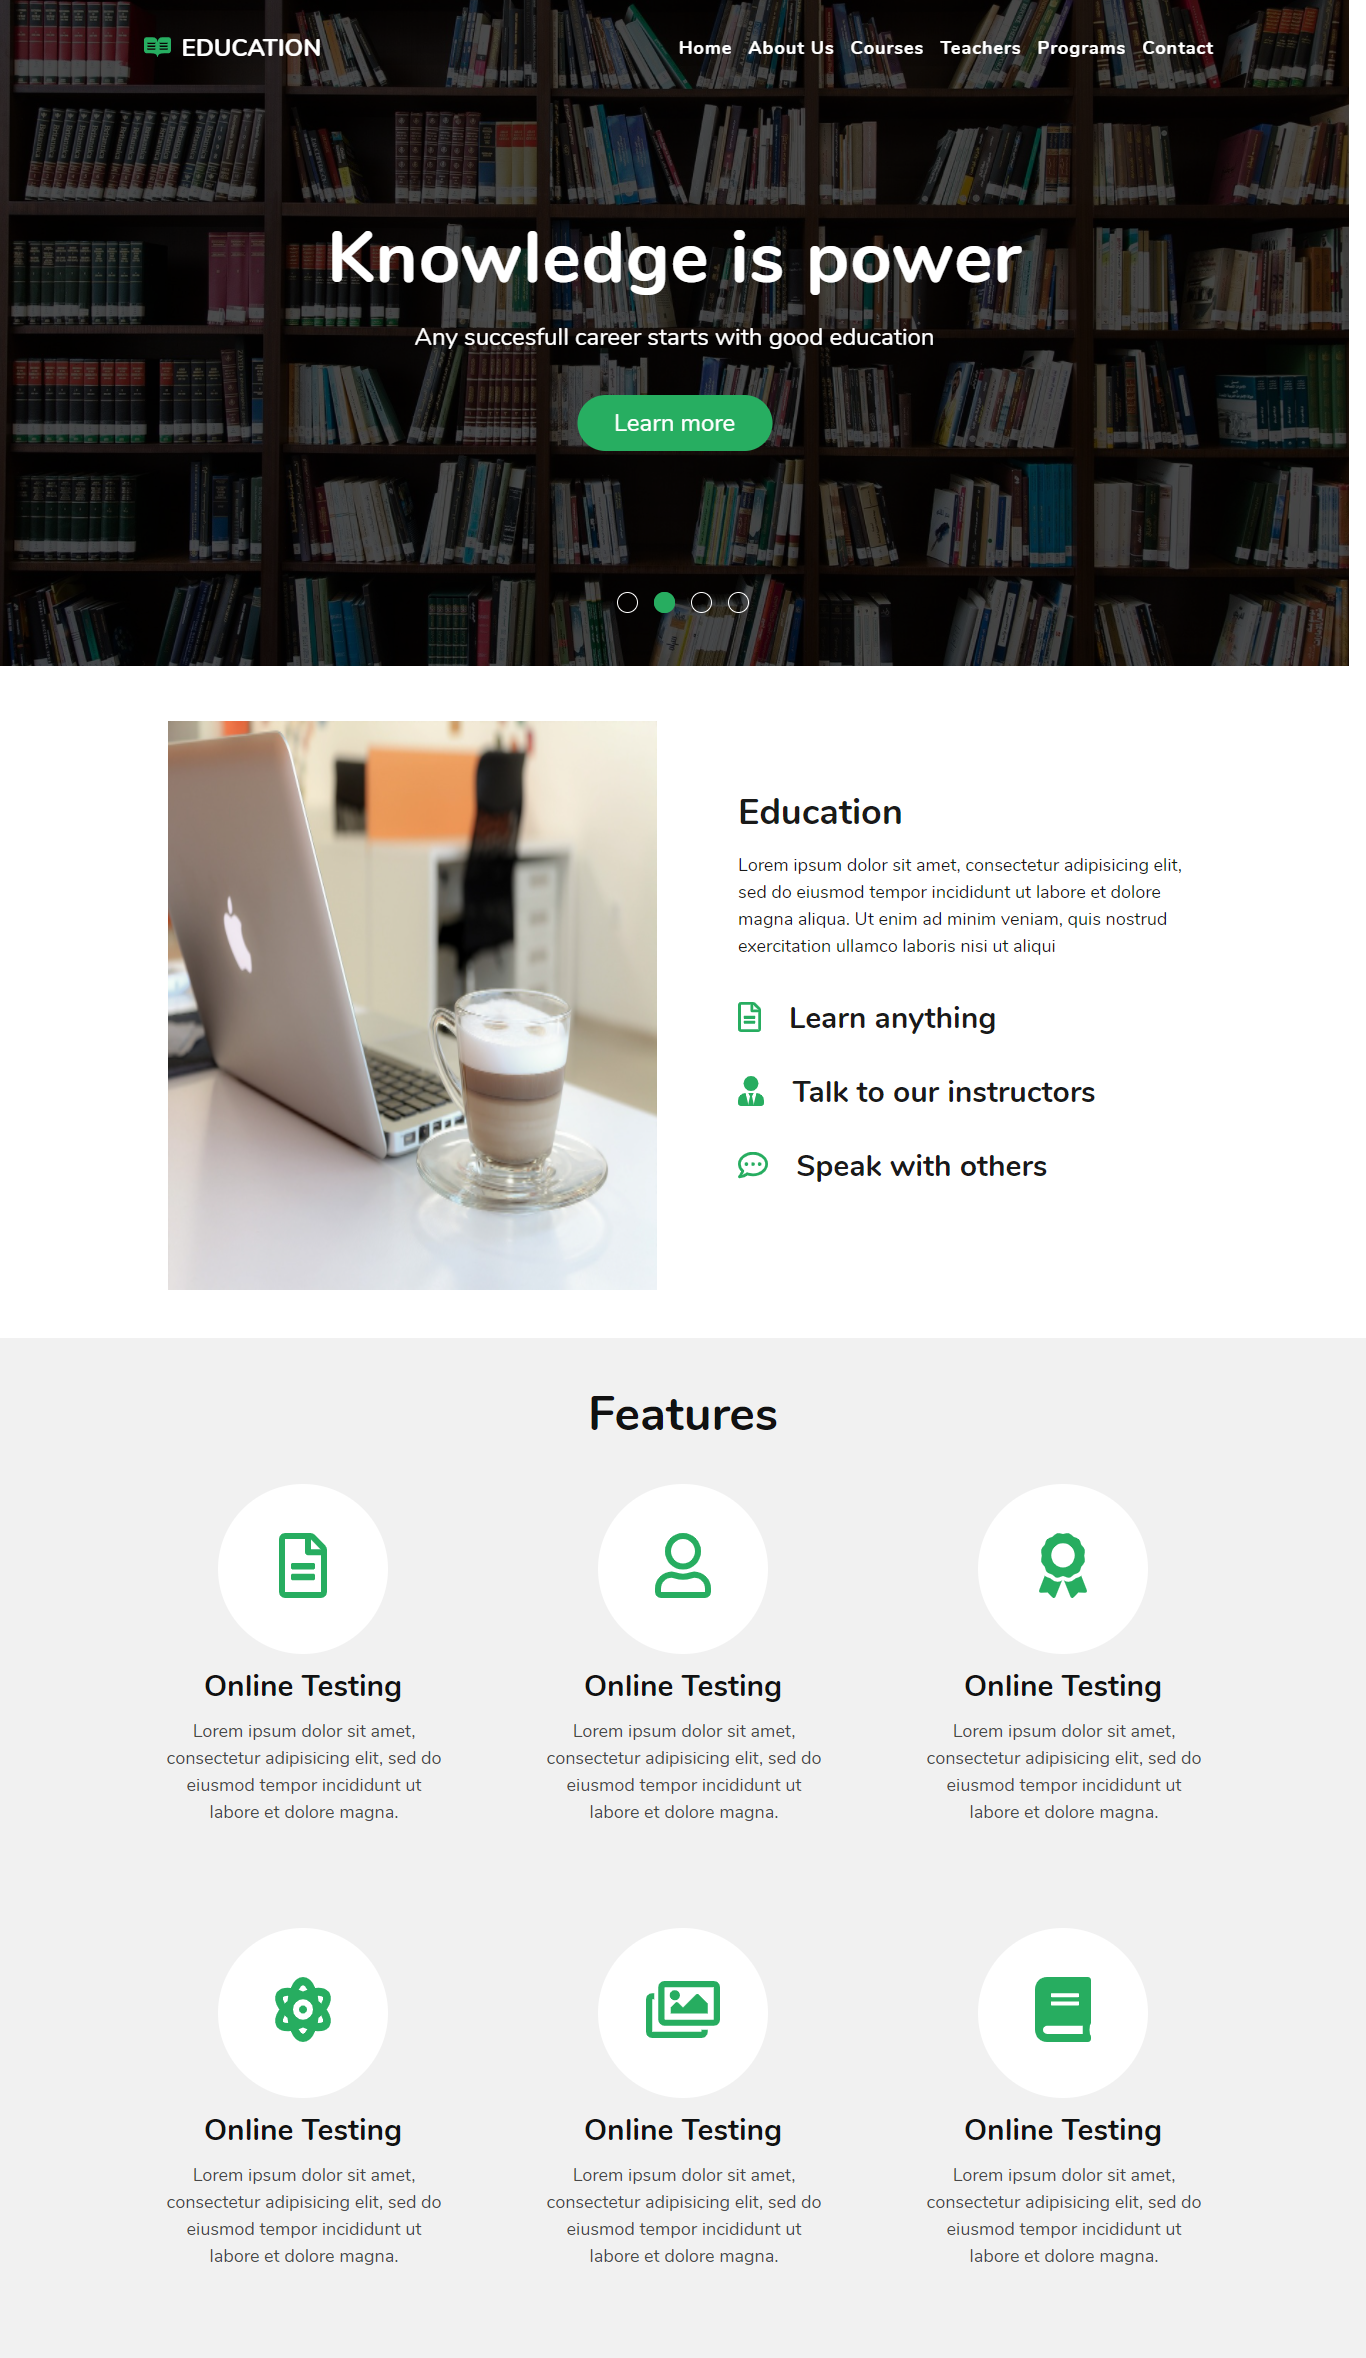 EDUCATION
Home About Us Courses Teachers Programs Contact
Knowledge is power
Any succesfull career starts with good education
Learn more
Education
Lorem ipsum dolor sit amet, consectetur adipisicing elit,
sed do eiusmod tempor incididunt ut labore et dolore
magna aliqua. Ut enim ad minim veniam, quis nostrud
exercitation ullamco laboris nisi ut aliqui
Learn anything
Talk to our instructors
Speak with others
Features
Online Testing
Lorem ipsum dolor sit amet,
consectetur adipisicing elit, sed do
eiusmod tempor incididunt ut
labore et dolore magna.
Online Testing
Lorem ipsum dolor sit amet,
consectetur adipisicing elit, sed do
eiusmod tempor incididunt ut
labore et dolore magna.
Online Testing
Lorem ipsum dolor sit amet,
consectetur adipisicing elit, sed do
eiusmod tempor incididunt ut
labore et dolore magna.
Online Testing
Lorem ipsum dolor sit amet,
consectetur adipisicing elit, sed do
eiusmod tempor incididunt ut
labore et dolore magna.
Online Testing
Lorem ipsum dolor sit amet,
consectetur adipisicing elit, sed do
eiusmod tempor incididunt ut
labore et dolore magna.
Online Testing
Lorem ipsum dolor sit amet,
consectetur adipisicing elit, sed do
eiusmod tempor incididunt ut
labore et dolore magna.